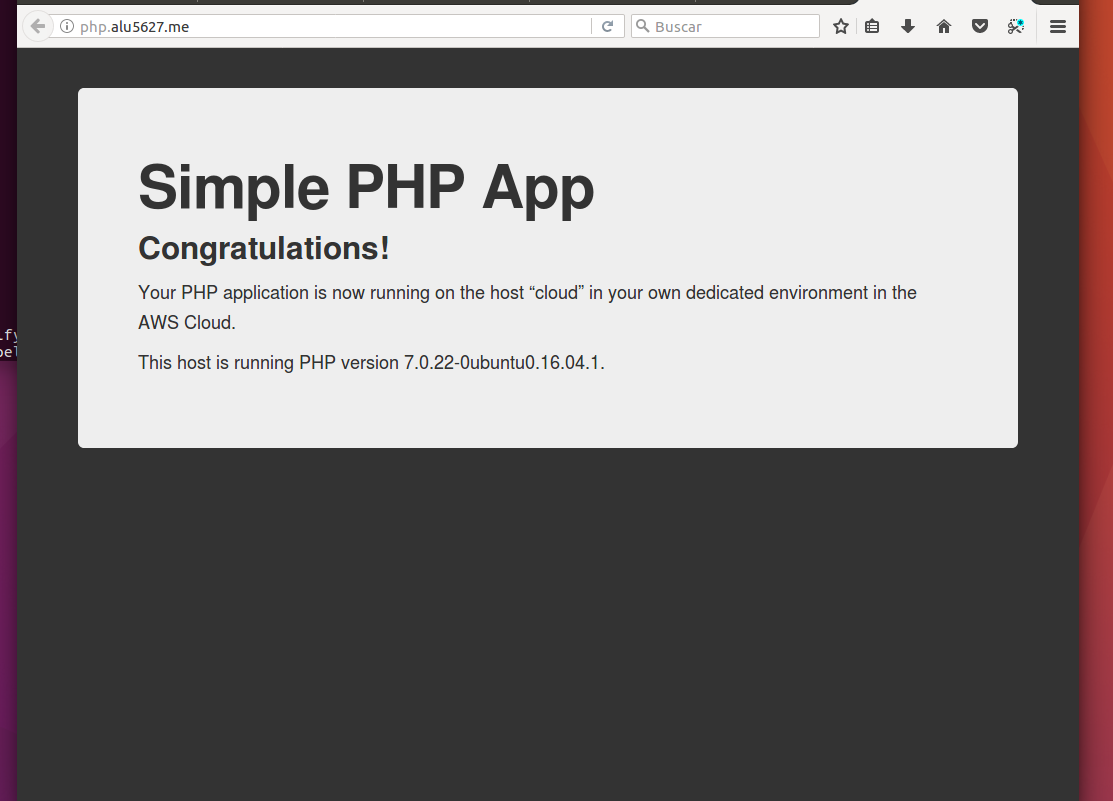 php.alu5627.me
Buscar
Simple PHP App
Congratulations!
Your PHP application is now running on the host “cloud” in your own dedicated environment in the
AWS Cloud.
This host is running PHP version 7.0.22-0ubuntu0.16.04.1.